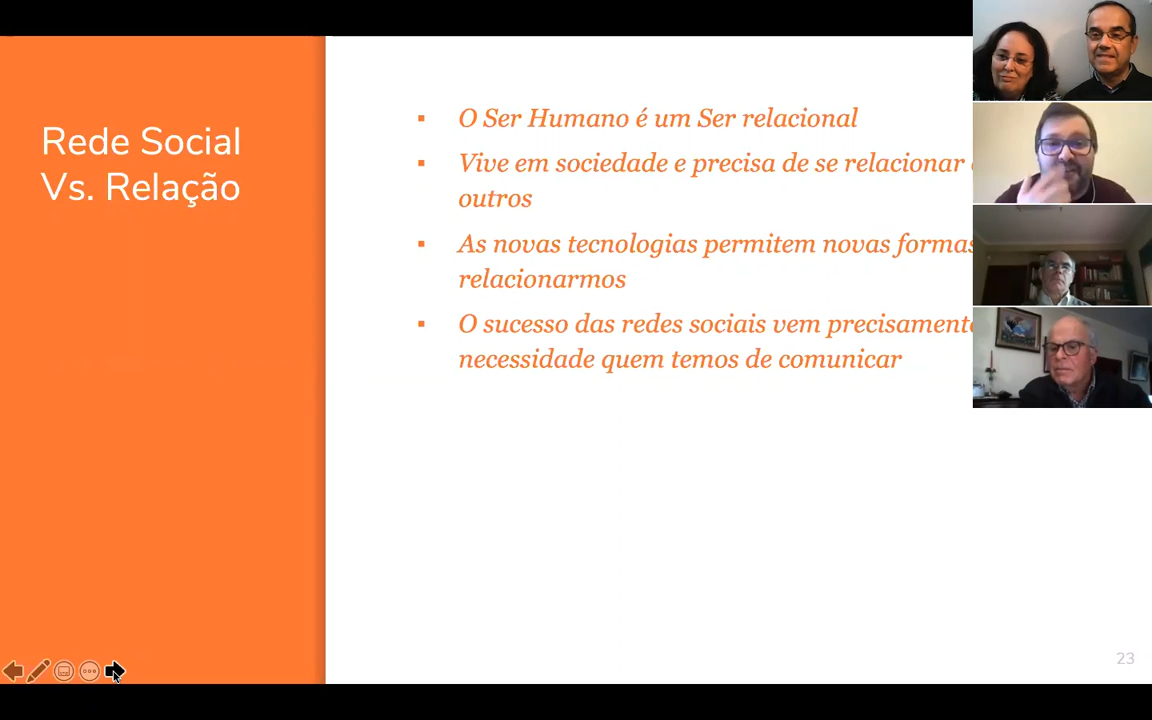 Rede Social
Vs. Relação
▪ O Ser Humano é um Ser relacional
▪ Vive em sociedade e precisa de se relacionar
outros
▪ As novas tecnologias permitem novas formas
relacionarmos
▪ O sucesso das redes sociais vem precisamente
necessidade quem temos de comunicar
23